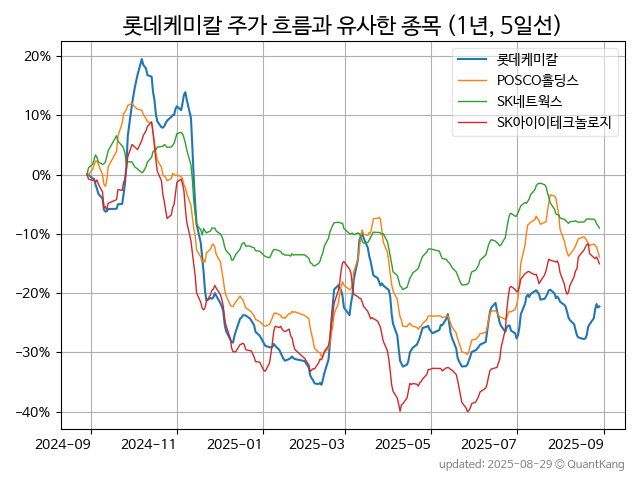 롯데케미칼 주가 흐름과 유사한 종목 (1년, 5일선)
롯데케미칼
POSCO홀딩스
SK네트웍스
SK아이이테크놀로지
20%
10%
0%
−10%
−20%
−30%
−40%
2024-09 2024-11 2025-01 2025-03 2025-05 2025-07 2025-09
updated: 2025-08-29 © QuantKang